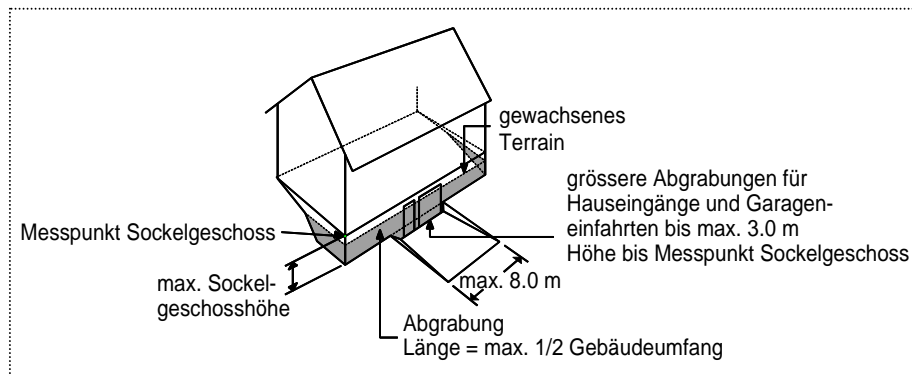 gewachsenes
Terrain
grössere Abgrabungen für
Hauseingänge und Garagen-
einfahrten bis max. 3.0 m
Höhe bis Messpunkt Sockelgeschoss
Messpunkt Sockelgeschoss
max. Sockel-
geschosshöhe
max. 8.0 m
Abgrabung
Länge = max. 1/2 Gebäudeumfang